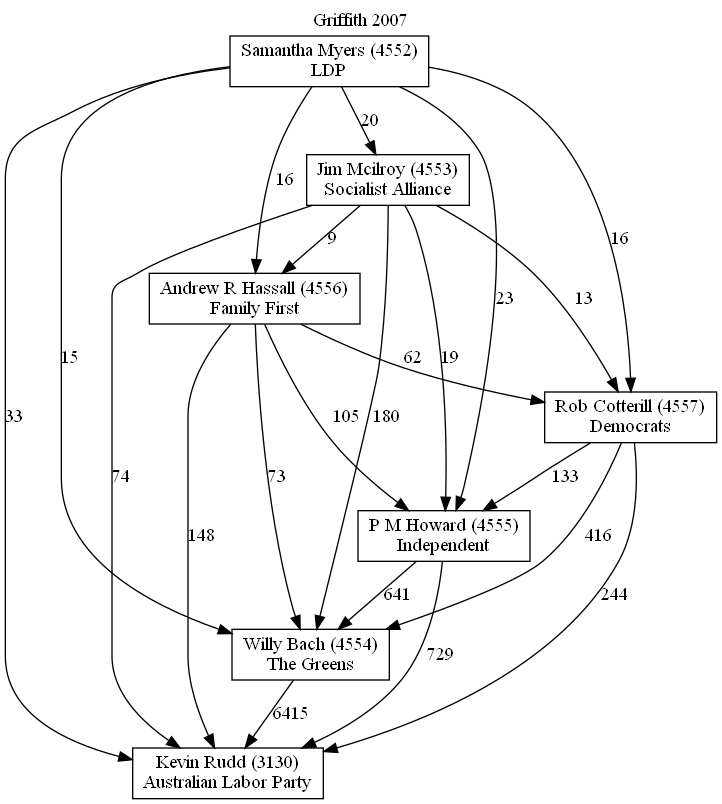 Griffith 2007
Samantha Myers (4552)
LDP
20
Jim Mcilroy (4553)
Socialist Alliance
16
9
16
Andrew R Hassall (4556)
Family First
23
13
15
62
105
180
19
Rob Cotterill (4557)
Democrats
33
74
73
148
133
P M Howard (4555)
Independent
416
641
244
Willy Bach (4554)
The Greens
729
6415
Kevin Rudd (3130)
Australian Labor Party